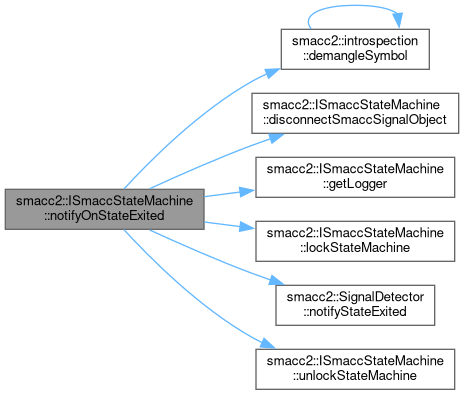 smacc2::introspection
::demangleSymbol
smacc2::ISmaccStateMachine
::disconnectSmaccSignalObject
smacc2::ISmaccStateMachine
::getLogger
smacc2::ISmaccStateMachine
::notifyOnStateExited
smacc2::ISmaccStateMachine
::lockStateMachine
smacc2::SignalDetector
::notifyStateExited
smacc2::ISmaccStateMachine
::unlockStateMachine